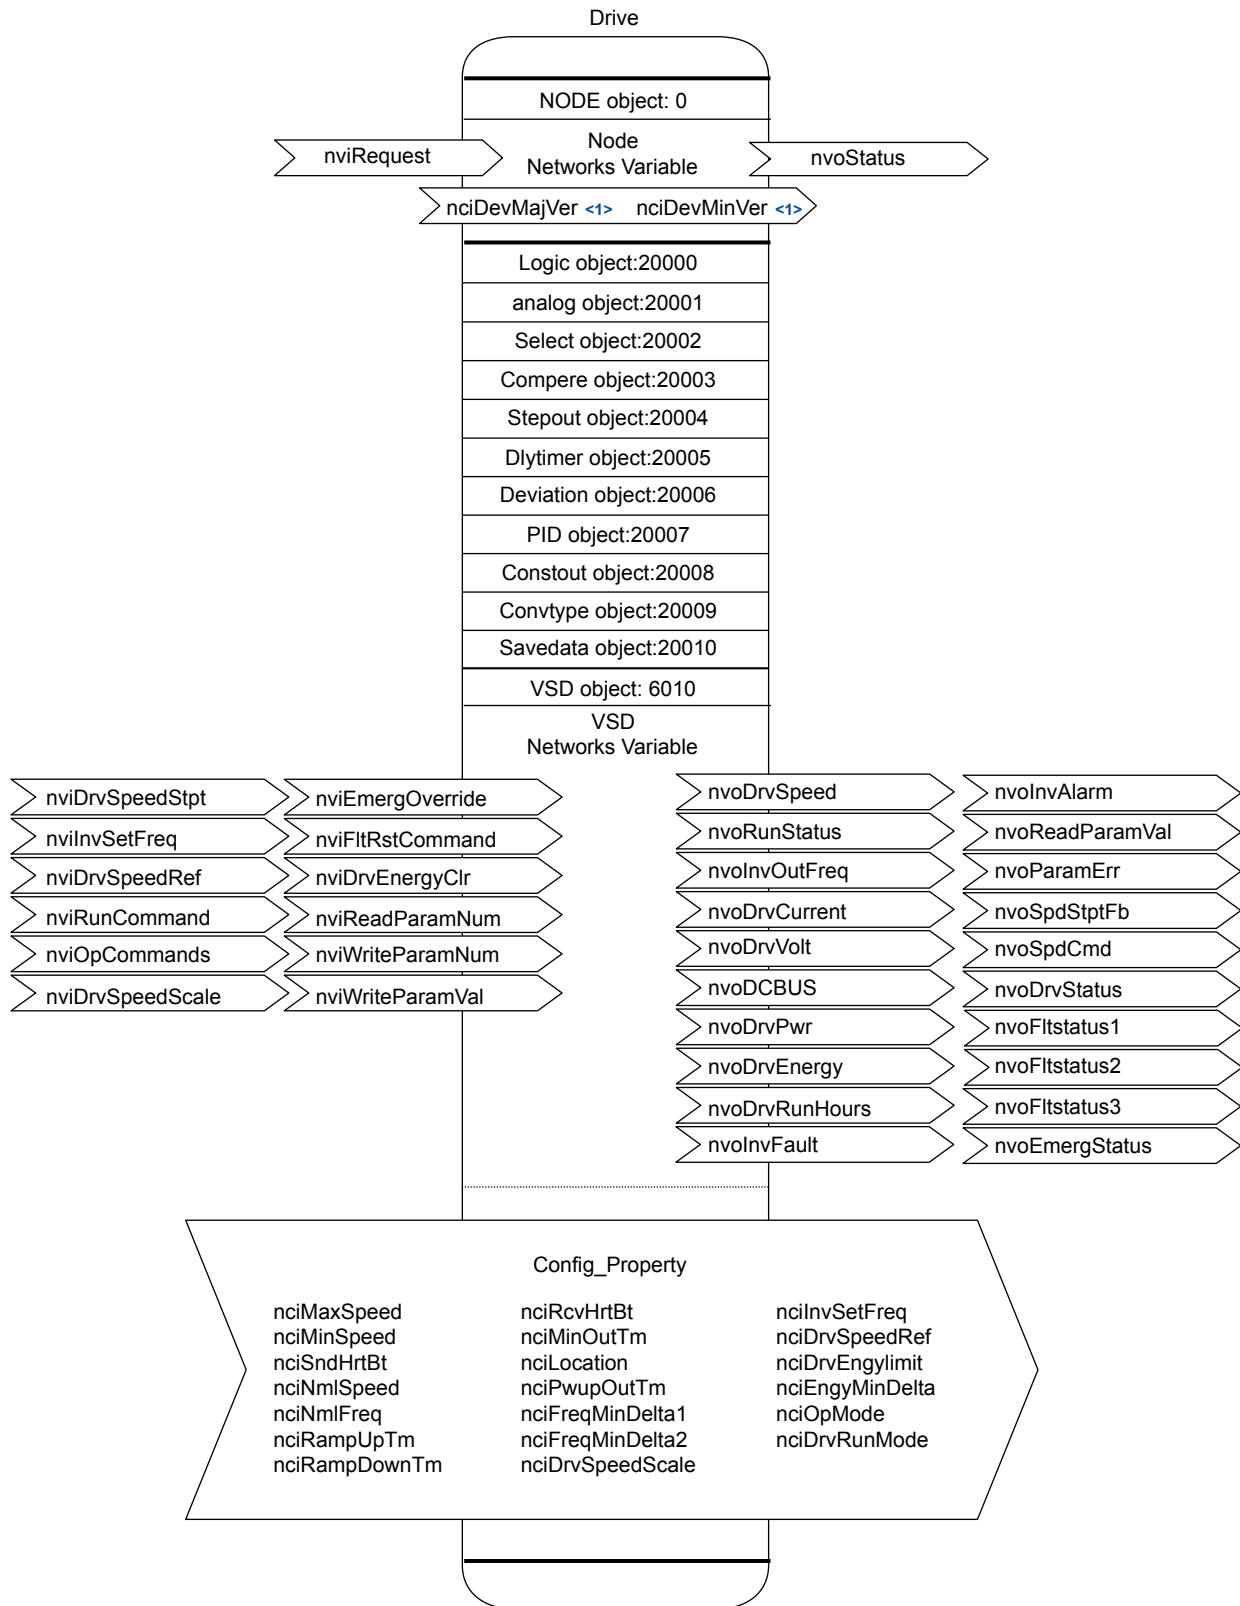 Drive
NODE object: 0
Node
Networks Variable
nviRequest
nvoStatus
nciDevMajVer <1> nciDevMinVer <1>
Logic object:20000
analog object:20001
Select object:20002
Compere object:20003
Stepout object:20004
Dlytimer object:20005
Deviation object:20006
PID object:20007
Constout object:20008
Convtype object:20009
Savedata object:20010
VSD object: 6010
VSD
Networks Variable
nviDrvSpeedStpt
nviInvSetFreq
nviDrvSpeedRef
nviRunCommand
nviOpCommands
nviDrvSpeedScale
nviEmergOverride
nviFltRstCommand
nviDrvEnergyClr
nviReadParamNum
nviWriteParamNum
nviWriteParamVal
nvoDrvSpeed
nvoRunStatus
nvoInvOutFreq
nvoDrvCurrent
nvoDrvVolt
nvoDCBUS
nvoDrvPwr
nvoDrvEnergy
nvoDrvRunHours
nvoInvFault
nvoInvAlarm
nvoReadParamVal
nvoParamErr
nvoSpdStptFb
nvoSpdCmd
nvoDrvStatus
nvoFltstatus1
nvoFltstatus2
nvoFltstatus3
nvoEmergStatus
Config_Property
nciMaxSpeed
nciMinSpeed
nciSndHrtBt
nciNmlSpeed
nciNmlFreq
nciRampUpTm
nciRampDownTm
nciRcvHrtBt
nciMinOutTm
nciLocation
nciPwupOutTm
nciFreqMinDelta1
nciFreqMinDelta2
nciDrvSpeedScale
nciInvSetFreq
nciDrvSpeedRef
nciDrvEngylimit
nciEngyMinDelta
nciOpMode
nciDrvRunMode